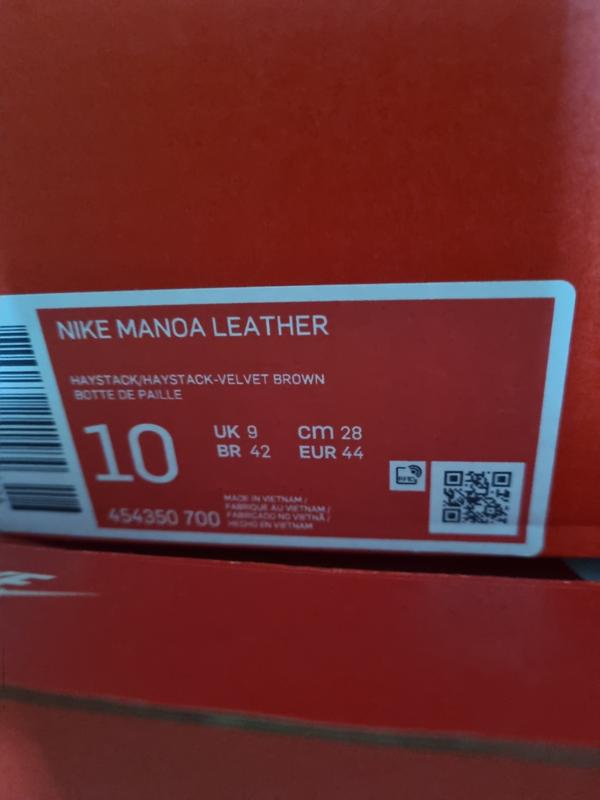 NIKE MANOA LEATHER
HAYSTACK/HAYSTACK-VELVET BROWN
BOTTE DE PAILLE
10
UK 9 cm 28
BR 42 EUR 44
454350 700
MADE IN VIETNAM /
FABRIQUE AU VIETNAM /
FABRICADO NO VIETNÃ /
HECHO EN VIETNAM
RFID